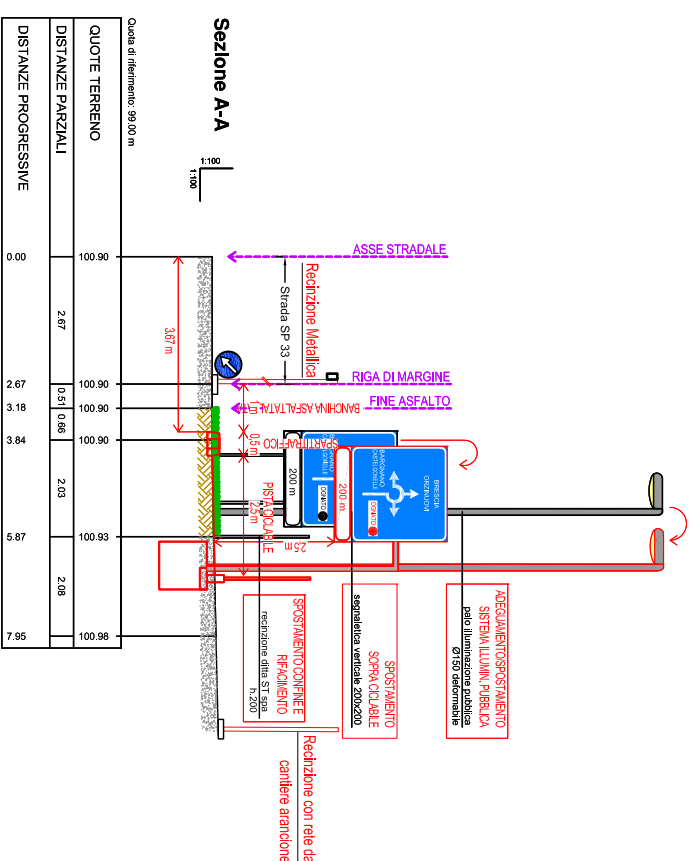 Sezione A-A
1:100
1:100
Quota di riferimento: 99.00 m
QUOTE TERRENO
100.90
100.90
100.90
100.90
100.93
100.98
DISTANZE PARZIALI
2.67
0.51
0.66
2.03
2.08
DISTANZE PROGRESSIVE
0.00
2.67
3.18
3.84
5.87
7.95
ASSE STRADALE
RIGA DI MARGINE
FINE ASFALTO
Recinzione Metallica
Strada SP 33
3.67 m
1 m
BANCHINA ASFALTATA
0.5 m
SPARTITRAFFICO
PISTA CICLABILE
2.5 m
2.5 m
BRESCIA
ORZINUOVI
BARGNANO
CASTELGONELLE
OGNATO
200 m
OGNATO
200 m
ADEGUAMENTO/SPOSTAMENTO
SISTEMA ILLUMIN. PUBBLICA
palo illuminazione pubblica
Ø150 deformabile
SPOSTAMENTO
SOPRA CICLABILE
segnaletica verticale 200x200
SPOSTAMENTO CONFINE E
RIFACIMENTO
recinzione ditta ST spa
h.200
Recinzione con rete da
cantiere arancione